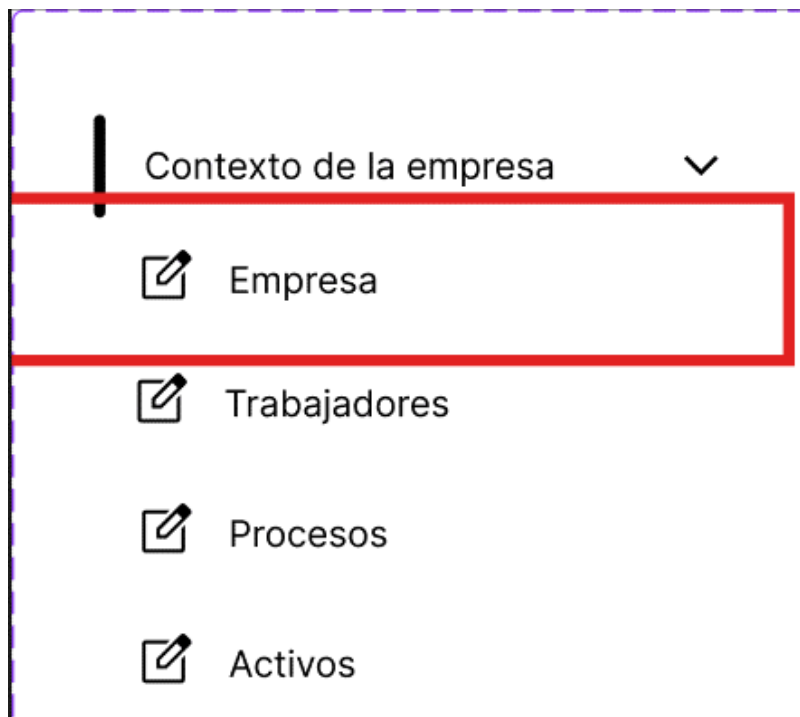 Contexto de la empresa
Empresa
Trabajadores
Procesos
Activos